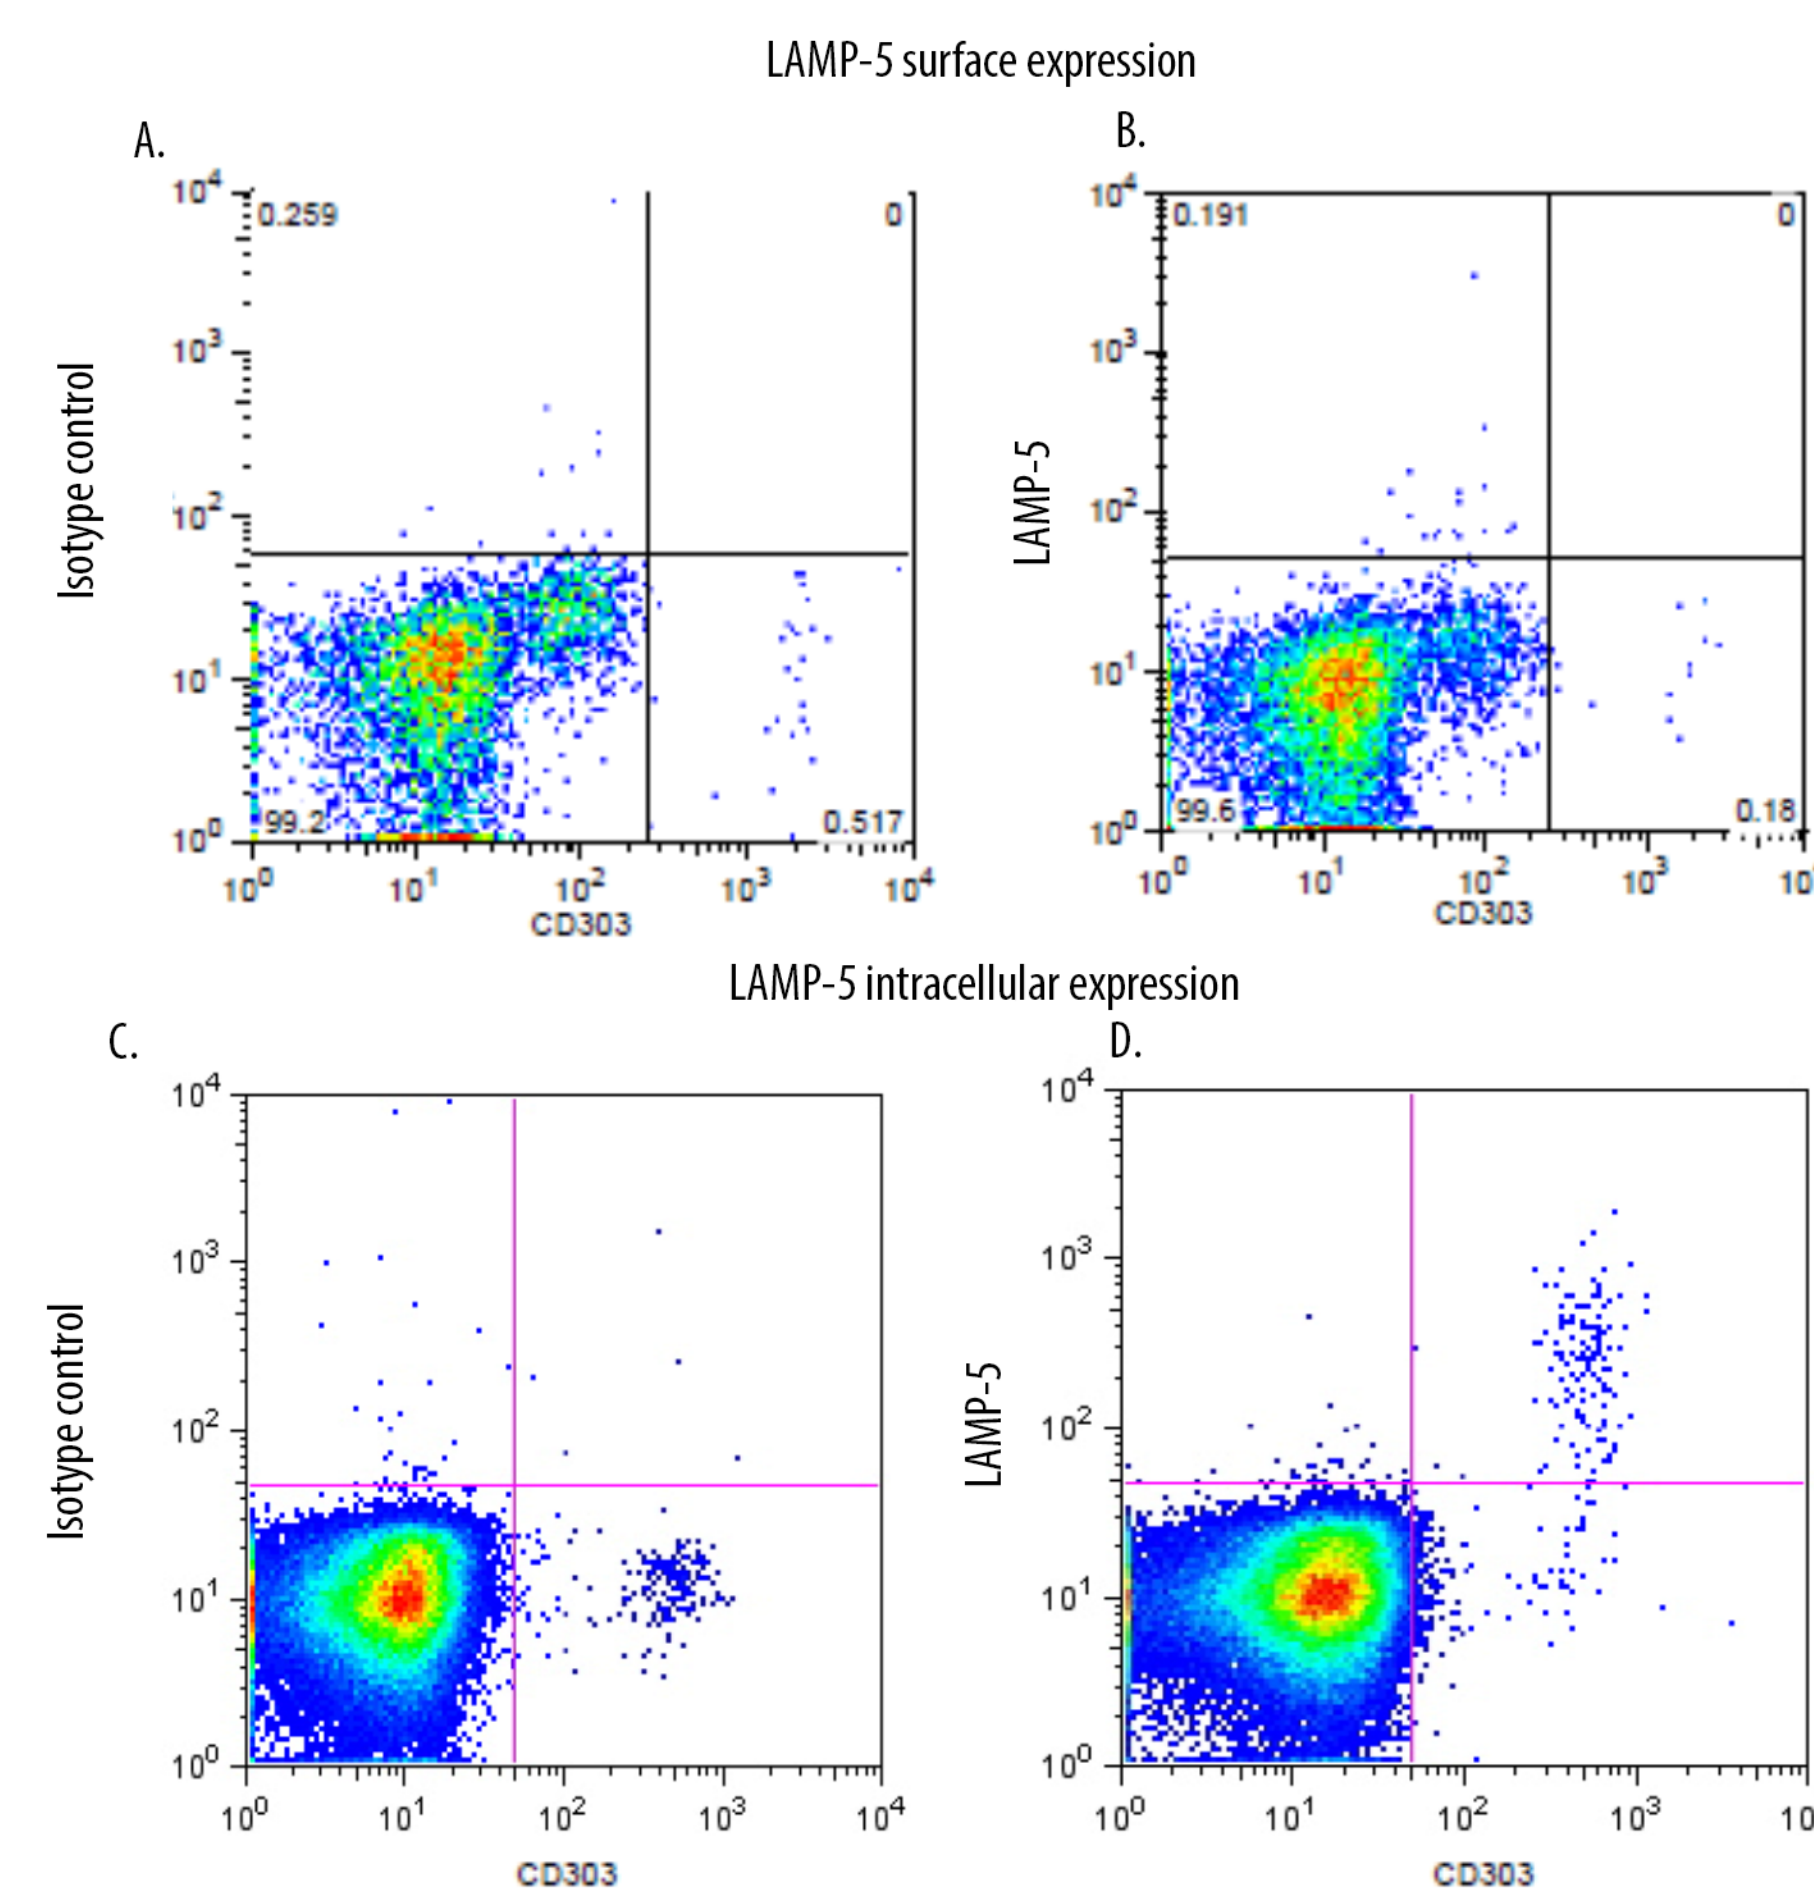 LAMP-5 surface expression
A.
B.
Isotype control
10⁴
10³
10²
10¹
10⁰
0.259
0
99.2
0.517
10⁰ 10¹ 10² 10³ 10⁴
CD303
LAMP-5
10⁴
10³
10²
10¹
10⁰
0.191
0
99.6
0.18
10⁰ 10¹ 10² 10³ 10
CD303
LAMP-5 intracellular expression
C.
D.
Isotype control
10⁴
10³
10²
10¹
10⁰
10⁰ 10¹ 10² 10³ 10⁴
CD303
LAMP-5
10⁴
10³
10²
10¹
10⁰
10⁰ 10¹ 10² 10³ 10
CD303